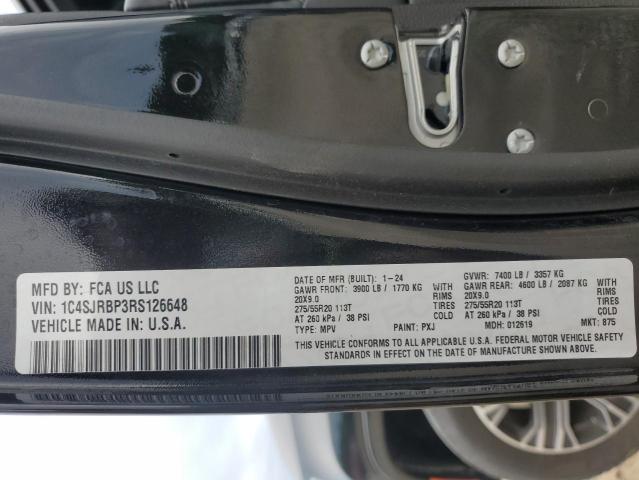 MFD BY: FCA US LLC
VIN: 1C4SJRBP3RS126648
VEHICLE MADE IN U.S.A.
DATE OF MFR (BUILT): 1-24
GAWR FRONT: 3900 LB / 1770 KG
20X9.0 RIMS
275/55R20 113T TIRES
AT 260 kPa / 38 PSI COLD
TYPE: MPV PAINT: PXJ
GVWR: 7400 LB / 3357 KG
GAWR REAR: 4600 LB / 2087 KG
20X9.0 RIMS
275/55R20 113T TIRES
AT 260 kPa / 38 PSI COLD
MDH: 012619 MKT: 875
THIS VEHICLE CONFORMS TO ALL APPLICABLE U.S.A. FEDERAL MOTOR VEHICLE SAFETY
STANDARDS IN EFFECT ON THE DATE OF MANUFACTURE SHOWN ABOVE.